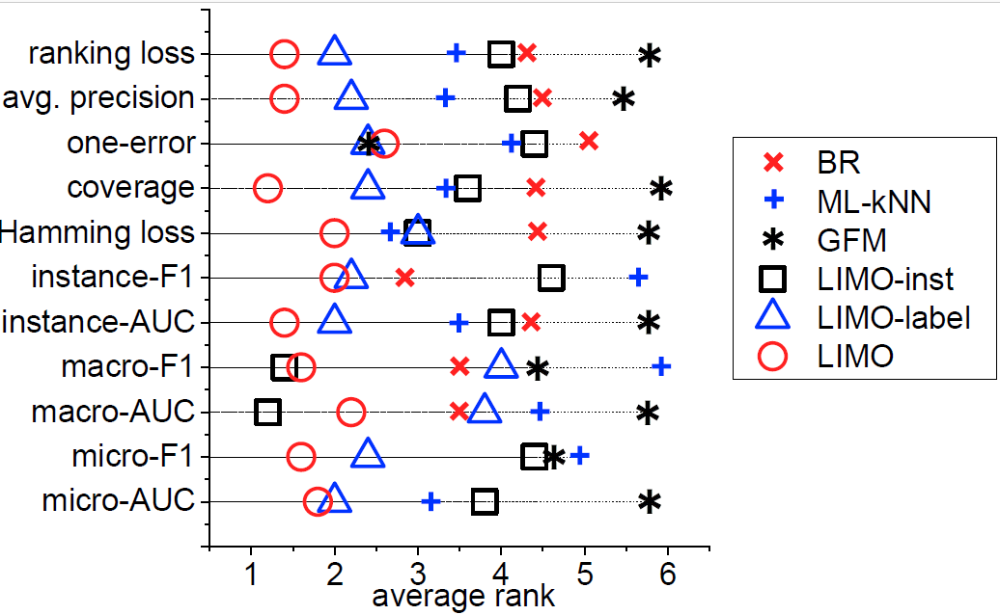 ranking loss
avg. precision
one-error
coverage
Hamming loss
instance-F1
instance-AUC
macro-F1
macro-AUC
micro-F1
micro-AUC
1 2 3 4 5 6
average rank
BR
ML-kNN
GFM
LIMO-inst
LIMO-label
LIMO